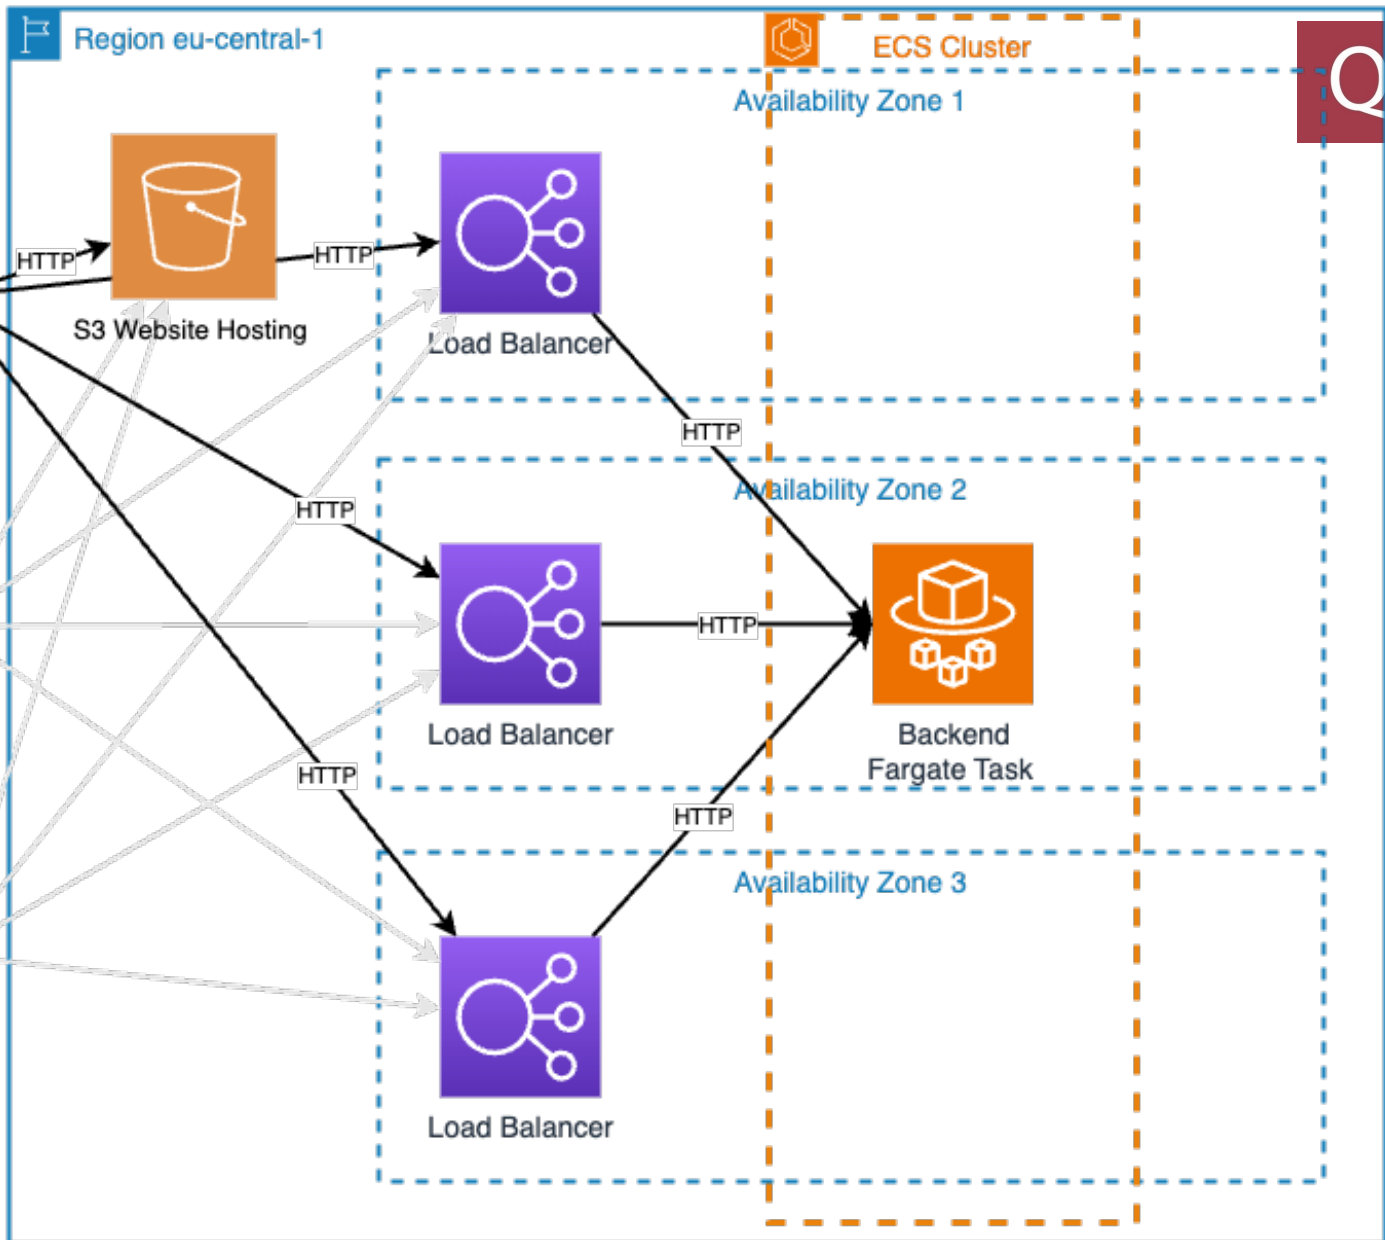 Region eu-central-1
ECS Cluster
Q
Availability Zone 1
HTTP
HTTP
S3 Website Hosting
Load Balancer
HTTP
Availability Zone 2
HTTP
HTTP
Load Balancer
Backend
Fargate Task
HTTP
HTTP
Availability Zone 3
Load Balancer